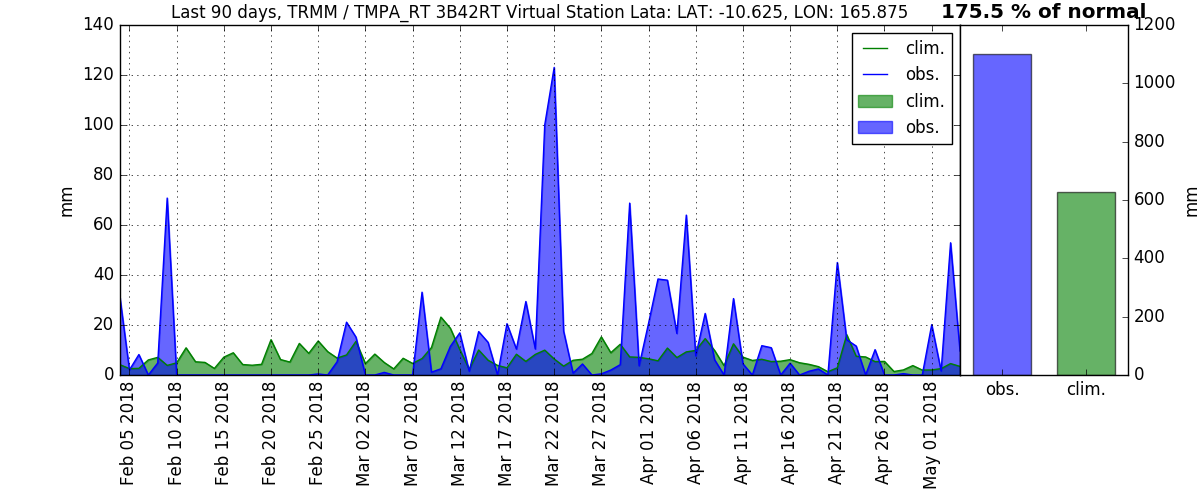 Last 90 days, TRMM / TMPA_RT 3B42RT Virtual Station Lata: LAT: -10.625, LON: 165.875
175.5 % of normal
140
120
100
80
60
40
20
0
mm
clim.
obs.
clim.
obs.
1200
1000
800
600
400
200
0
mm
obs.
clim.
Feb 05 2018
Feb 10 2018
Feb 15 2018
Feb 20 2018
Feb 25 2018
Mar 02 2018
Mar 07 2018
Mar 12 2018
Mar 17 2018
Mar 22 2018
Mar 27 2018
Apr 01 2018
Apr 06 2018
Apr 11 2018
Apr 16 2018
Apr 21 2018
Apr 26 2018
May 01 2018